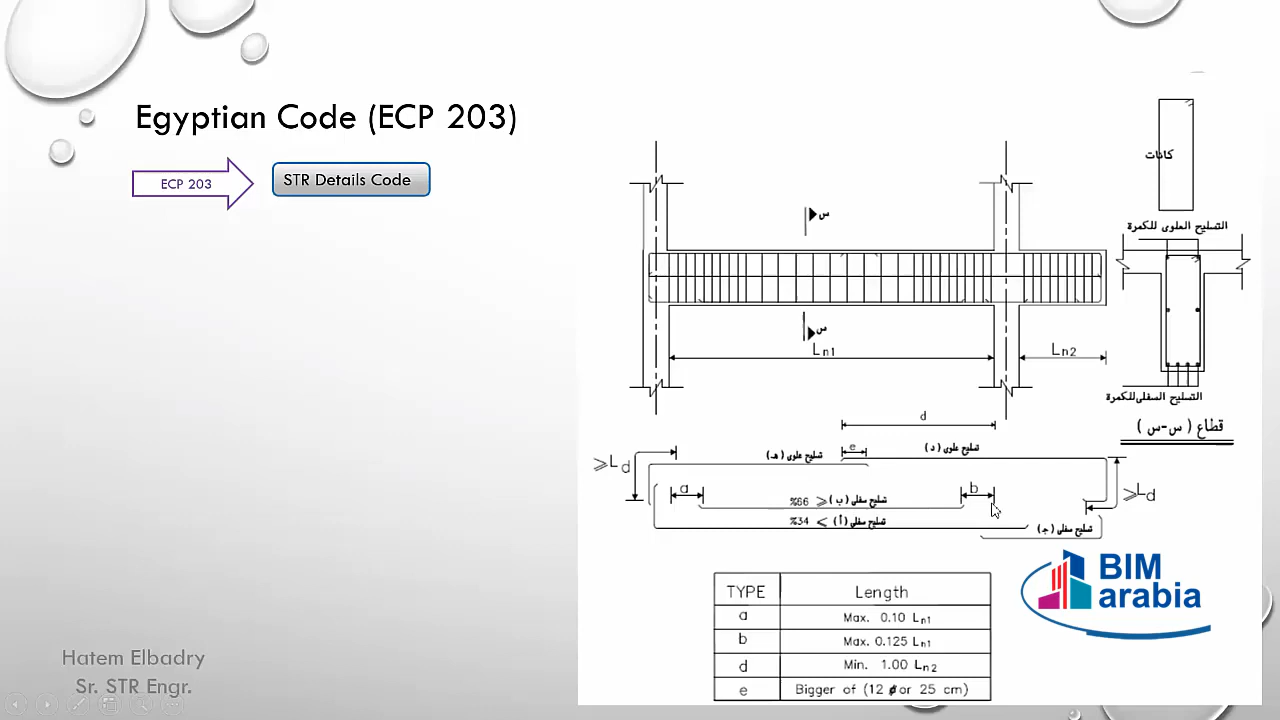 Egyptian Code (ECP 203)
ECP 203
STR Details Code
كانات
التسليح العلوى للكمرة
س
س
Ln1
Ln2
التسليح السفلى للكمرة
قطاع ( س-س )
d
⩾Ld
تسليح علوى (هـ)
e
تسليح علوى (د)
a
تسليح سفلى (ب) ⩾ 66%
b
⩾Ld
تسليح سفلى (أ) > 34%
تسليح سفلى (جـ)
TYPE Length
a Max. 0.10 Ln1
b Max. 0.125 Ln1
d Min. 1.00 Ln2
e Bigger of (12 ∅ or 25 cm)
BIM
arabia
Hatem Elbadry
Sr. STR Engr.